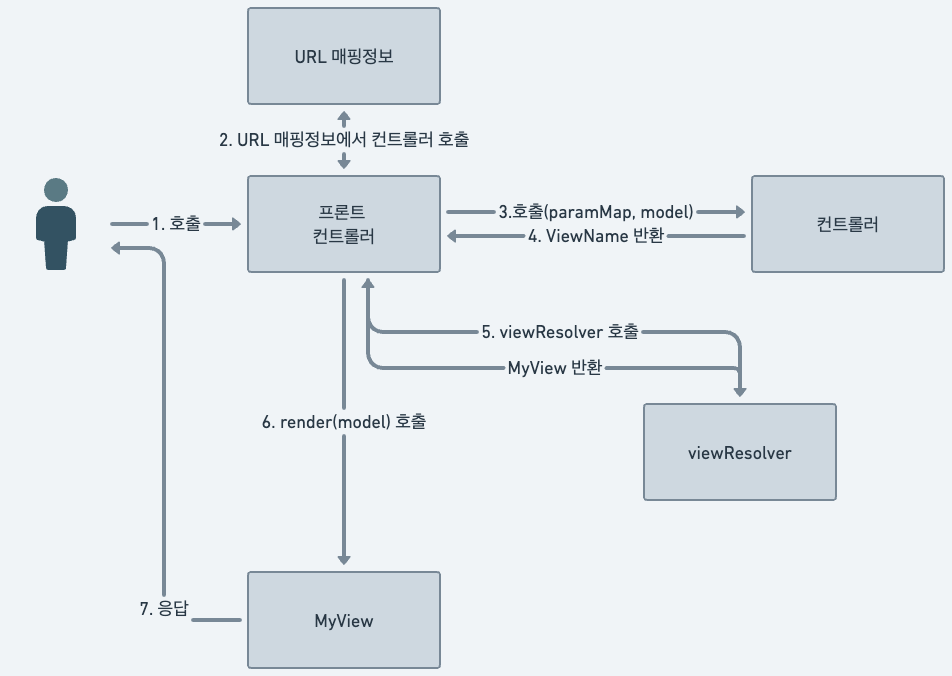 URL 매핑정보
2. URL 매핑정보에서 컨트롤러 호출
1. 호출
프론트
컨트롤러
3.호출(paramMap, model)
4. ViewName 반환
컨트롤러
5. viewResolver 호출
MyView 반환
6. render(model) 호출
viewResolver
7. 응답
MyView